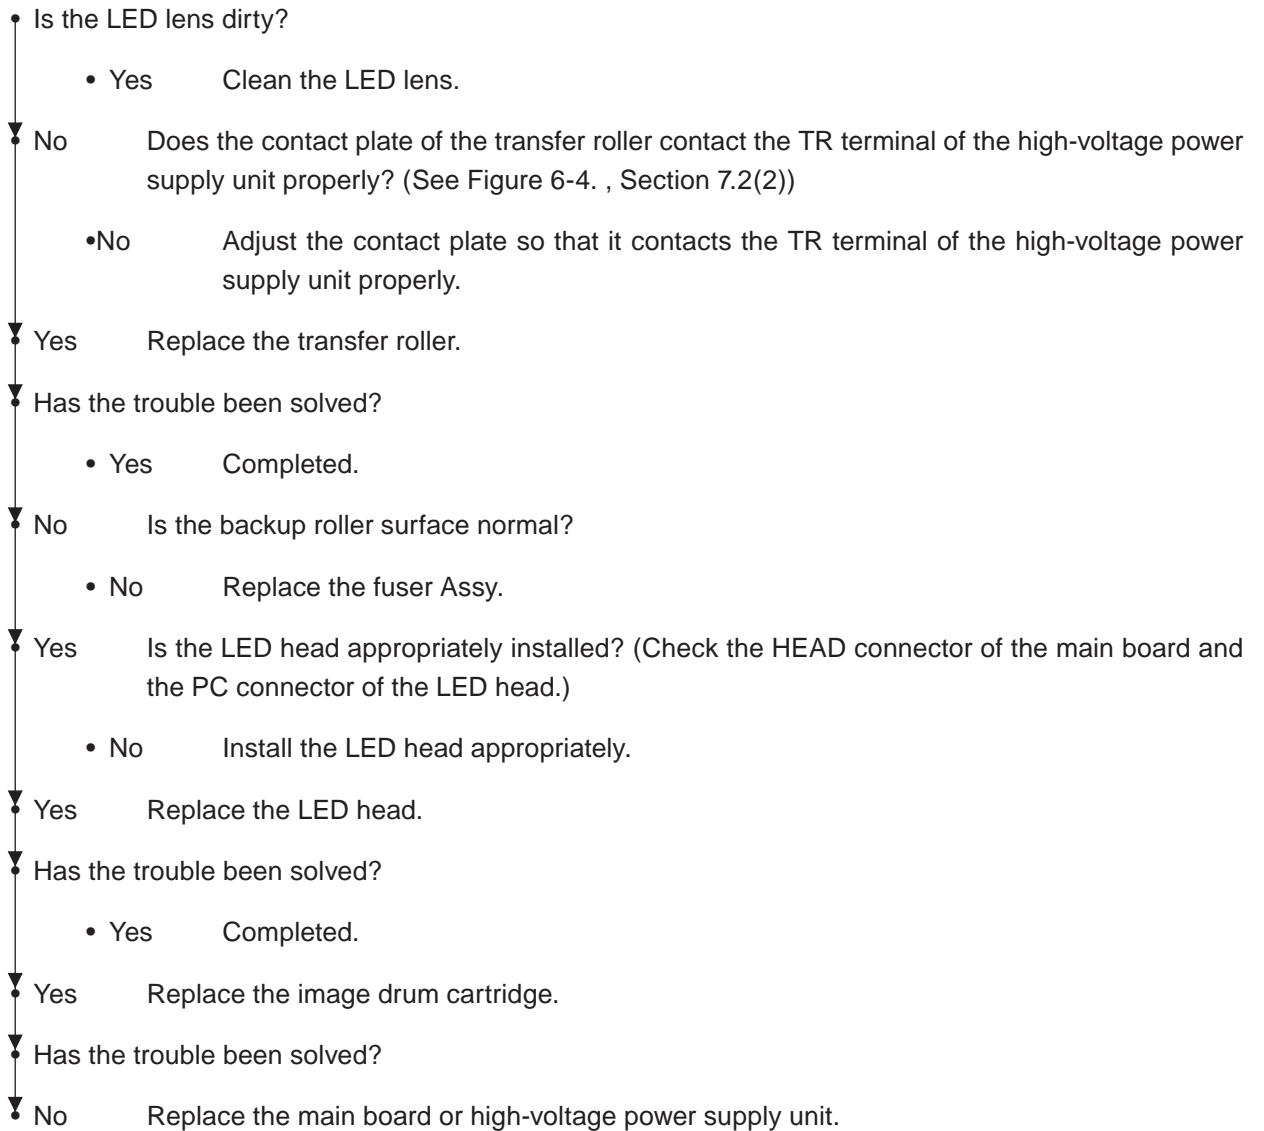 • Is the LED lens dirty?
• Yes Clean the LED lens.
• No Does the contact plate of the transfer roller contact the TR terminal of the high-voltage power
supply unit properly? (See Figure 6-4. , Section 7.2(2))
•No Adjust the contact plate so that it contacts the TR terminal of the high-voltage power
supply unit properly.
• Yes Replace the transfer roller.
• Has the trouble been solved?
• Yes Completed.
• No Is the backup roller surface normal?
• No Replace the fuser Assy.
• Yes Is the LED head appropriately installed? (Check the HEAD connector of the main board and
the PC connector of the LED head.)
• No Install the LED head appropriately.
• Yes Replace the LED head.
• Has the trouble been solved?
• Yes Completed.
• Yes Replace the image drum cartridge.
• Has the trouble been solved?
• No Replace the main board or high-voltage power supply unit.